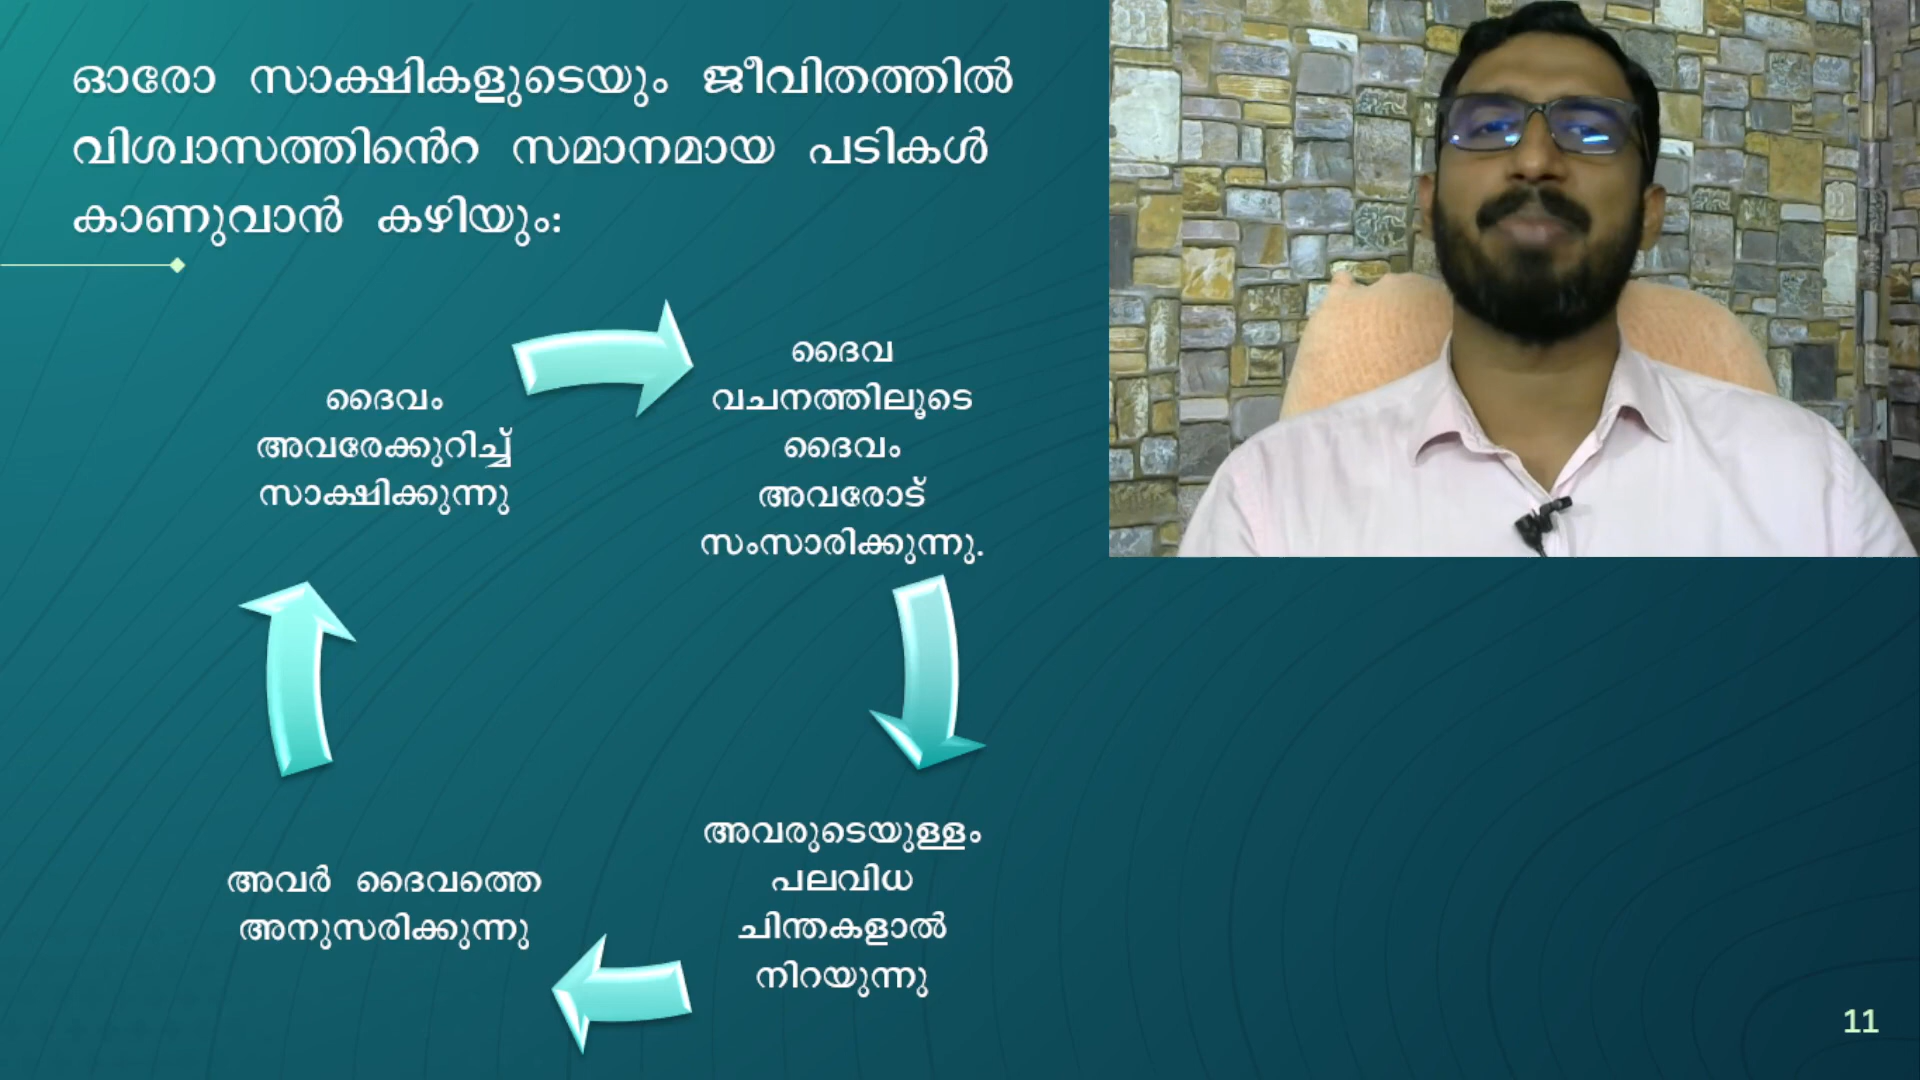 ഓരോ സാക്ഷികളുടെയും ജീവിതത്തിൽ
വിശ്വാസത്തിൻെറ സമാനമായ പടികൾ
കാണുവാൻ കഴിയും:
ദൈവ
വചനത്തിലൂടെ
ദൈവം
അവരോട്
സംസാരിക്കുന്നു.
അവരുടെയുള്ളം
പലവിധ
ചിന്തകളാൽ
നിറയുന്നു
അവർ ദൈവത്തെ
അനുസരിക്കുന്നു
ദൈവം
അവരേക്കുറിച്ച്
സാക്ഷിക്കുന്നു
11